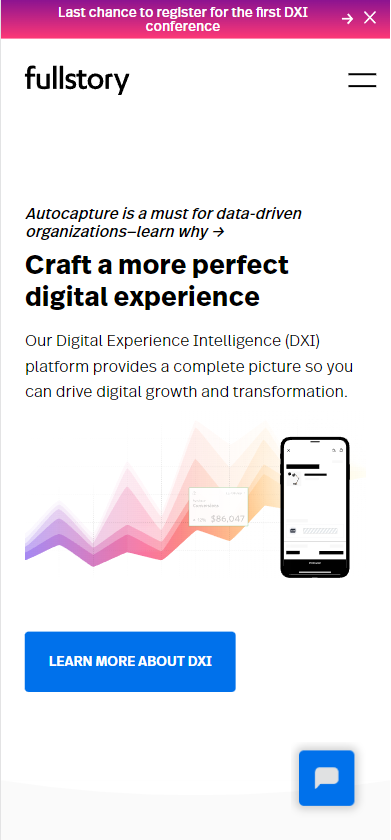 Last chance to register for the first DXI
conference
fullstory
Autocapture is a must for data-driven
organizations—learn why →
Craft a more perfect
digital experience
Our Digital Experience Intelligence (DXI)
platform provides a complete picture so you
can drive digital growth and transformation.
$86,047
LEARN MORE ABOUT DXI